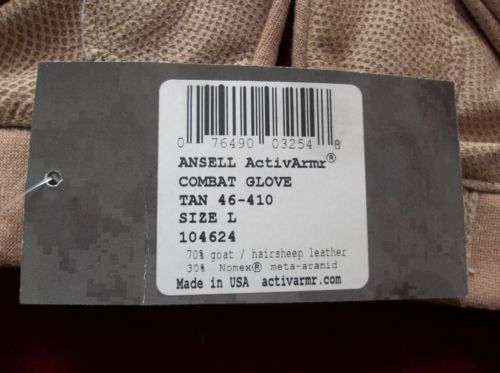 0 76490 03254 8
ANSELL ActivArmr®
COMBAT GLOVE
TAN 46-410
SIZE L
104624
70% goat / hairsheep leather
30% Nomex® meta-aramid
Made in USA activarmr.com